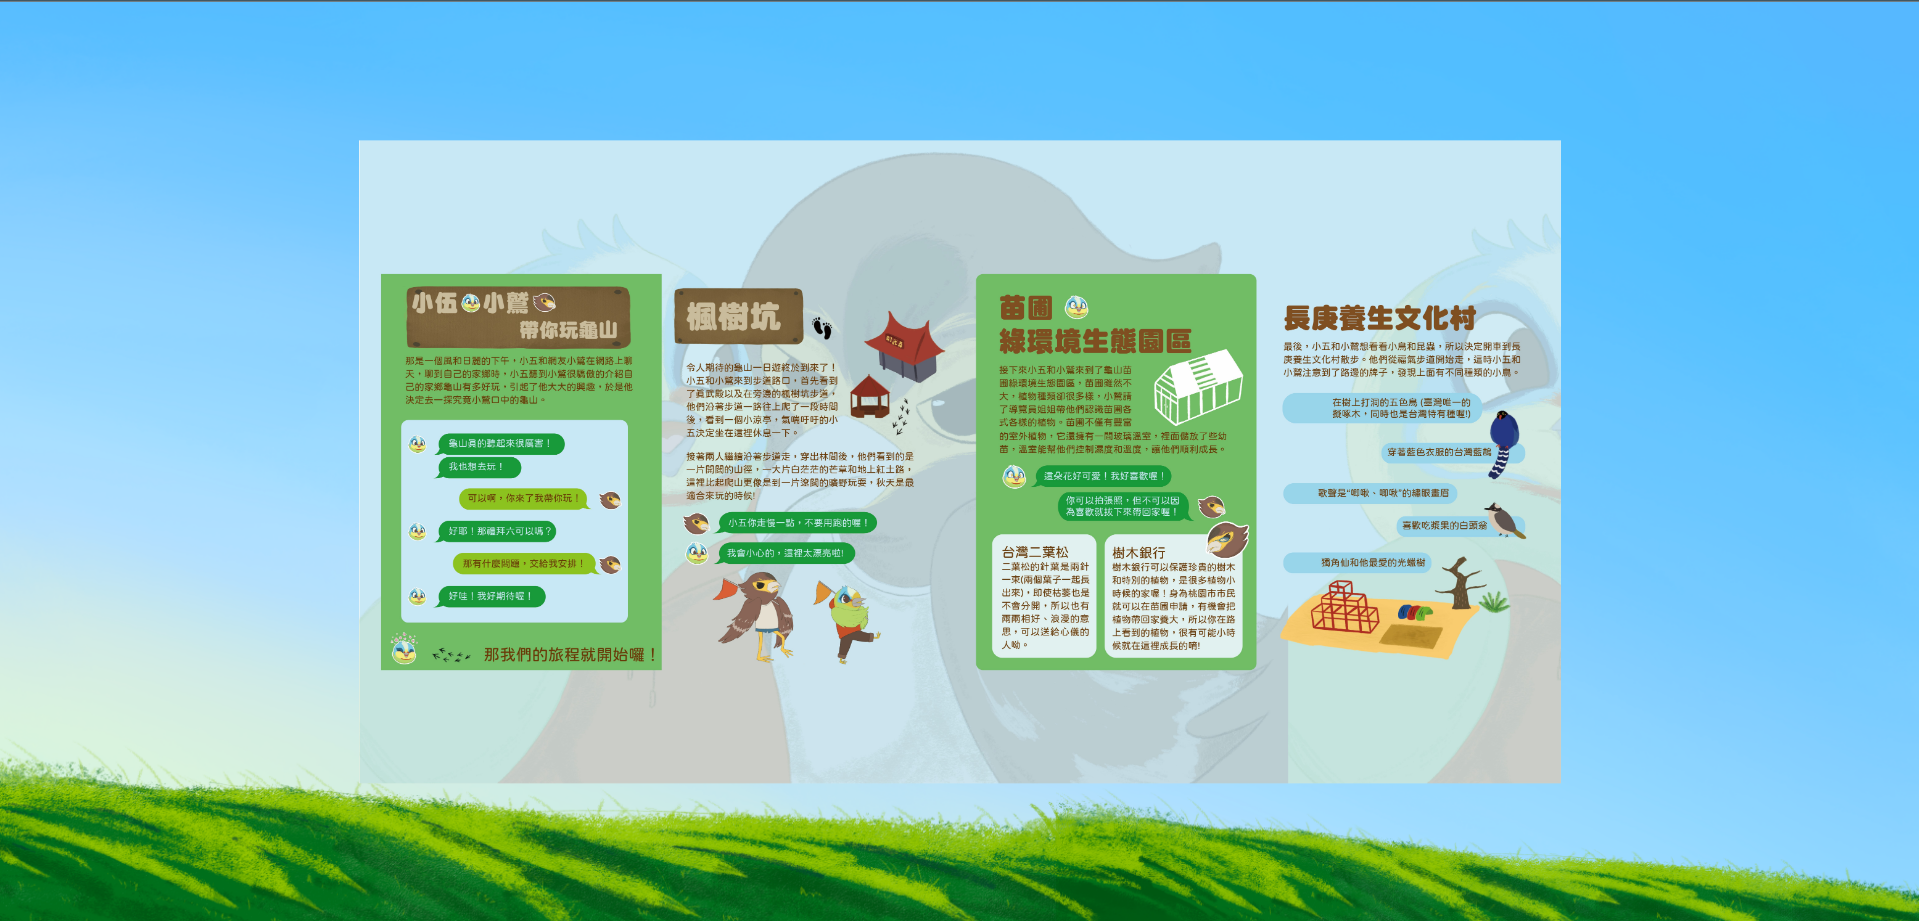 小伍 小鷲
帶你玩龜山
那是一個風和日麗的下午，小五和網友小鷲在網路上聊
天，聊到自己的家鄉時，小五聽到小鷲很驕傲的介紹自
己的家鄉龜山有多好玩，引起了他大大的興趣，於是他
決定去一探究竟小鷲口中的龜山。
龜山真的聽起來很厲害！
我也想去玩！
可以啊，你來了我帶你玩！
好耶！那禮拜六可以嗎？
那有什麼問題，交給我安排！
好哇！我好期待喔！
那我們的旅程就開始囉！
楓樹坑
令人期待的龜山一日遊終於到來了！
小五和小鷲來到步道路口，首先看到
了真武殿以及在旁邊的楓樹坑步道，
他們沿著步道一路往上爬了一段時間
後，看到一個小涼亭，氣喘吁吁的小
五決定坐在這裡休息一下。
接著兩人繼續沿著步道走，穿出林間後，他們看到的是
一片開闊的山徑，一大片白茫茫的芒草和地上紅土路，
這裡比起爬山更像是到一片遼闊的曠野玩耍，秋天是最
適合來玩的時候!
小五你走慢一點，不要用跑的喔！
我會小心的，這裡太漂亮啦!
苗圃
綠環境生態園區
接下來小五和小鷲來到了龜山苗
圃綠環境生態園區，苗圃雖然不
大，植物種類卻很多樣，小鷲請
了導覽員姐姐帶他們認識苗圃各
式各樣的植物。苗圃不僅有豐富
的室外植物，它還擁有一間玻璃溫室，裡面儲放了些幼
苗，溫室能幫他們控制濕度和溫度，讓他們順利成長。
這朵花好可愛！我好喜歡喔！
你可以拍張照，但不可以因
為喜歡就拔下來帶回家喔！
台灣二葉松
二葉松的針葉是兩針
一束(兩個葉子一起長
出來)，即使枯萎也是
不會分開，所以也有
兩兩相好、浪漫的意
思，可以送給心儀的
人呦。
樹木銀行
樹木銀行可以保護珍貴的樹木
和特別的植物，是很多植物小
時候的家喔！身為桃園市市民
就可以在苗圃申請，有機會把
植物帶回家養大，所以你在路
上看到的植物，很有可能小時
候就在這裡成長的唷!
長庚養生文化村
最後，小五和小鷲想看看小鳥和昆蟲，所以決定開車到長
庚養生文化村散步。他們從福氣步道開始走，這時小五和
小鷲注意到了路邊的牌子，發現上面有不同種類的小鳥。
在樹上打洞的五色鳥 (臺灣唯一的
擬啄木，同時也是台灣特有種喔!)
穿著藍色衣服的台灣藍鵲
歌聲是“唧啾、唧啾”的繡眼畫眉
喜歡吃漿果的白頭翁
獨角仙和他最愛的光蠟樹